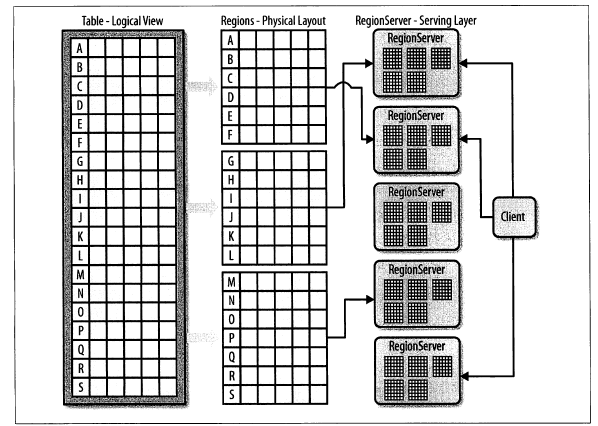 Table - Logical View
Regions - Physical Layout
RegionServer - Serving Layer
A
B
C
D
E
F
G
H
I
J
K
L
M
N
O
P
Q
R
S
A
B
C
D
E
F
G
H
I
J
K
L
M
N
O
P
Q
R
S
RegionServer
RegionServer
RegionServer
RegionServer
RegionServer
Client